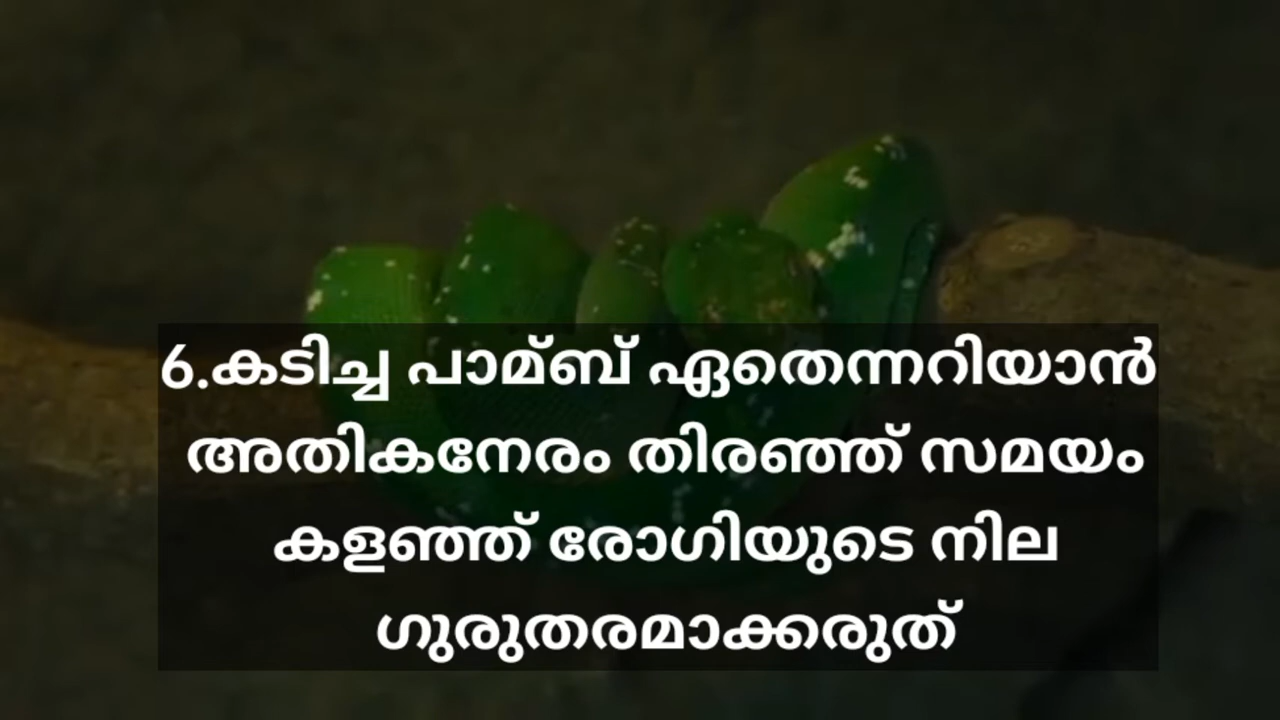 6.കടിച്ച പാമ്ബ് ഏതെന്നറിയാൻ
അതികനേരം തിരഞ്ഞ് സമയം
കളഞ്ഞ് രോഗിയുടെ നില
ഗുരുതരമാക്കരുത്